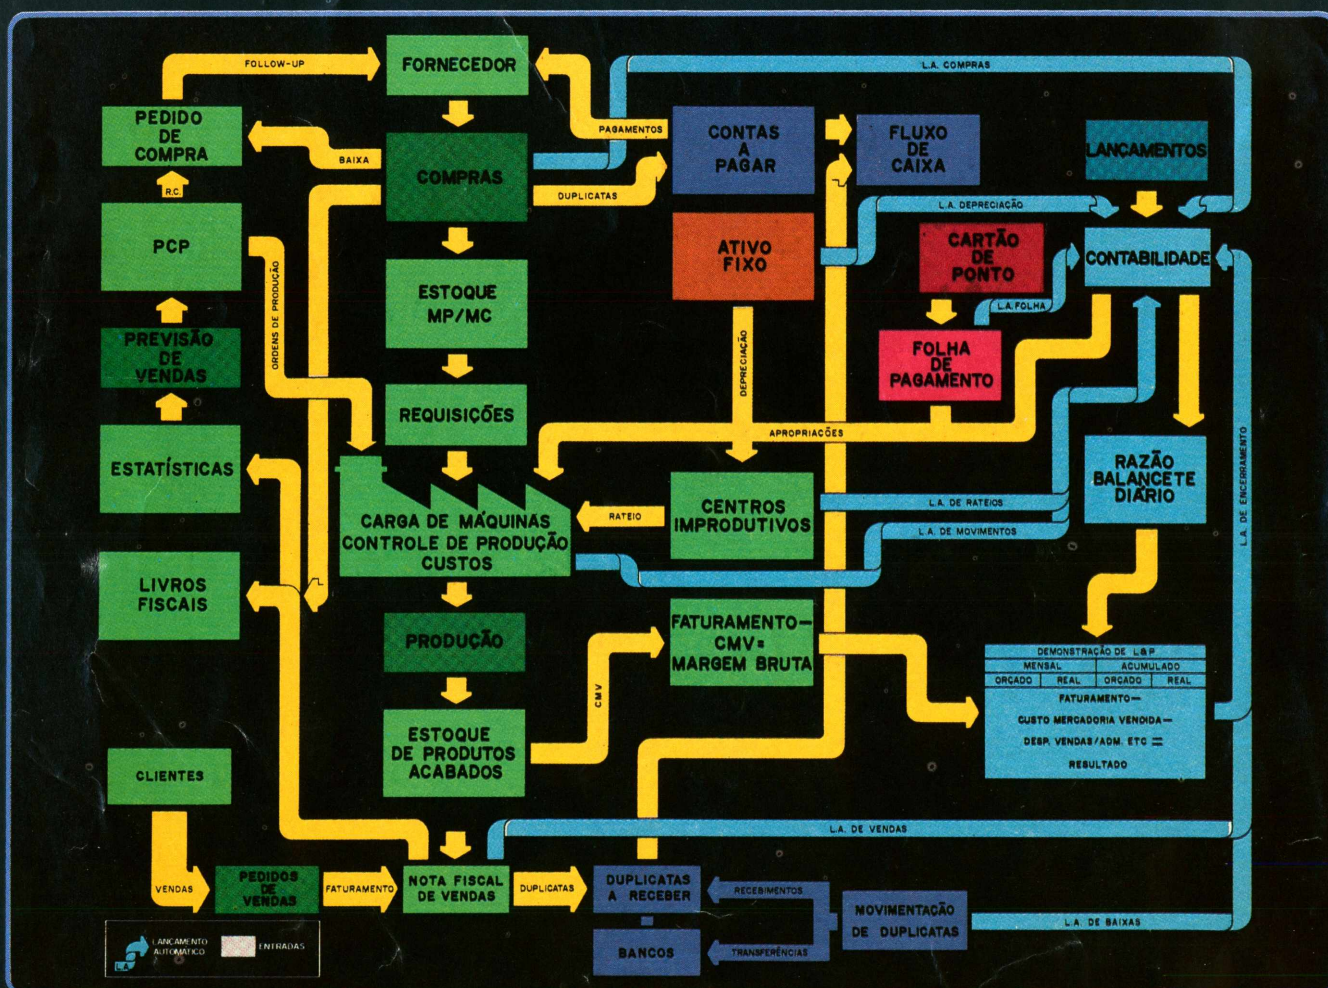 FOLLOW-UP
FORNECEDOR
L.A. COMPRAS
PEDIDO
DE
COMPRA
PAGAMENTOS
CONTAS
A
PAGAR
FLUXO
DE
CAIXA
LANCAMENTOS
BAIXA
COMPRAS
DUPLICATAS
R.C.
L.A. DEPRECIAÇÃO
PCP
ORDENS DE PRODUÇÃO
ATIVO
FIXO
CARTÃO
DE
PONTO
CONTABILIDADE
ESTOQUE
MP/MC
L.A. FOLHA
PREVISÃO
DE
VENDAS
DEPRECIAÇÃO
FOLHA
DE
PAGAMENTO
REQUISIÇÕES
APROPRIAÇÕES
ESTATÍSTICAS
RAZÃO
BALANCETE
DIÁRIO
L.A. DE ENCERRAMENTO
CARGA DE MÁQUINAS
CONTROLE DE PRODUÇÃO
CUSTOS
RATEIO
CENTROS
IMPRODUTIVOS
L.A. DE RATEIOS
L.A. DE MOVIMENTOS
LIVROS
FISCAIS
PRODUÇÃO
FATURAMENTO—
CMV=
MARGEM BRUTA
DEMONSTRAÇÃO DE L&P
MENSAL ACUMULADO
ORÇADO REAL ORÇADO REAL
FATURAMENTO—
CUSTO MERCADORIA VENDIDA—
DESP. VENDAS/ADM. ETC =
RESULTADO
CMV
ESTOQUE
DE PRODUTOS
ACABADOS
CLIENTES
L.A. DE VENDAS
VENDAS
PEDIDOS
DE
VENDAS
FATURAMENTO
NOTA FISCAL
DE VENDAS
DUPLICATAS
DUPLICATAS
A RECEBER
RECEBIMENTOS
MOVIMENTAÇÃO
DE DUPLICATAS
L.A. DE BAIXAS
BANCOS
TRANSFERÊNCIAS
L.A.
LANÇAMENTO
AUTOMATICO
ENTRADAS